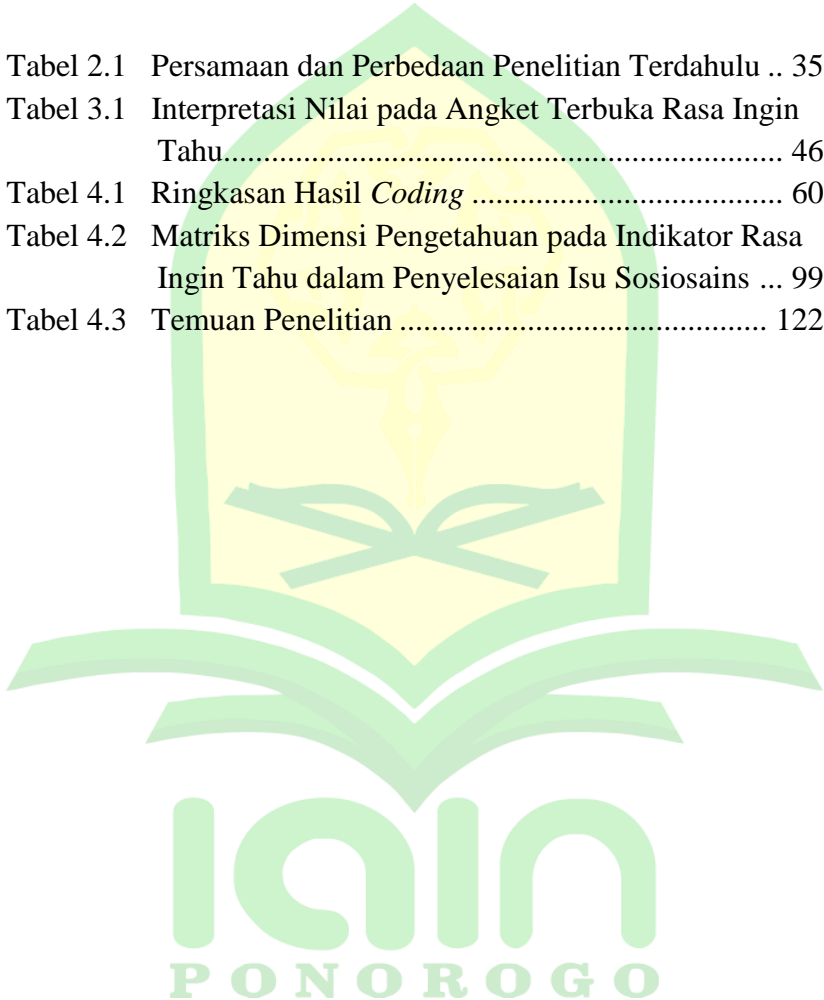 Tabel 2.1 Persamaan dan Perbedaan Penelitian Terdahulu .. 35
Tabel 3.1 Interpretasi Nilai pada Angket Terbuka Rasa Ingin
Tahu.................................................................... 46
Tabel 4.1 Ringkasan Hasil Coding ...................................... 60
Tabel 4.2 Matriks Dimensi Pengetahuan pada Indikator Rasa
Ingin Tahu dalam Penyelesaian Isu Sosiosains ... 99
Tabel 4.3 Temuan Penelitian ............................................. 122
iain
PONOROGO